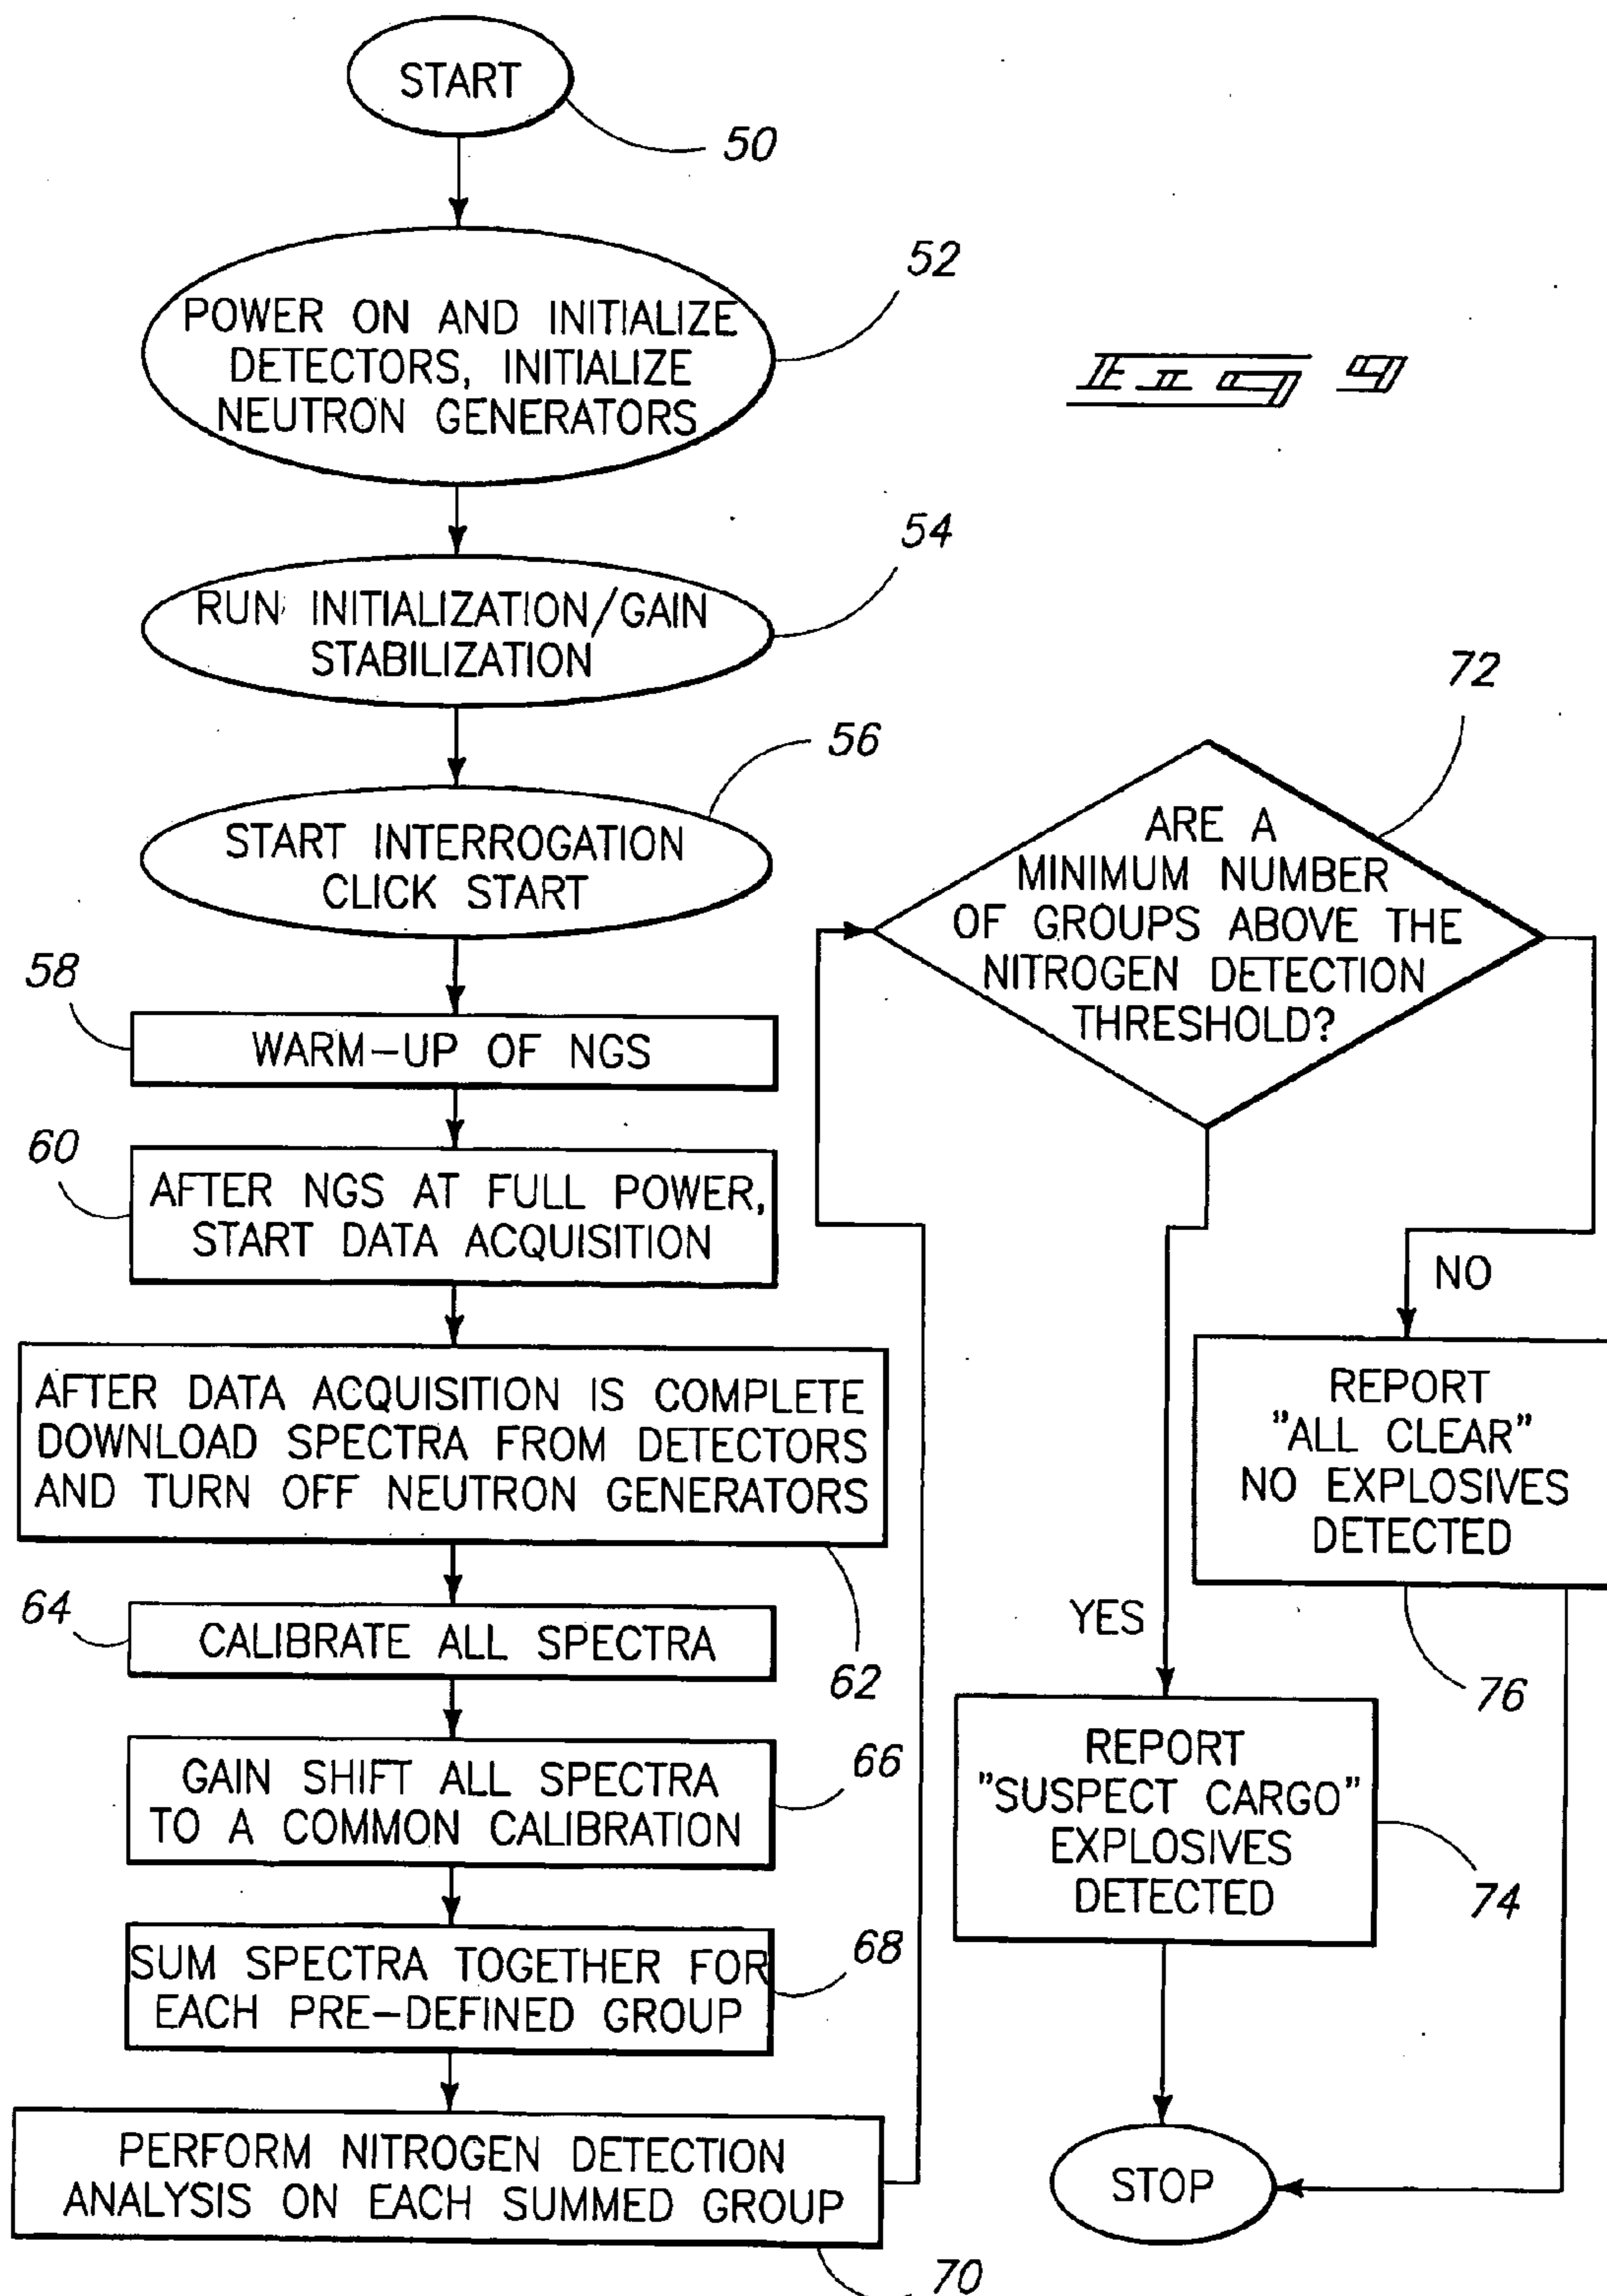 START
50
POWER ON AND INITIALIZE
DETECTORS, INITIALIZE
NEUTRON GENERATORS
52
RUN INITIALIZATION/GAIN
STABILIZATION
54
START INTERROGATION
CLICK START
56
58
WARM-UP OF NGS
60
AFTER NGS AT FULL POWER,
START DATA ACQUISITION
AFTER DATA ACQUISITION IS COMPLETE
DOWNLOAD SPECTRA FROM DETECTORS
AND TURN OFF NEUTRON GENERATORS
62
64
CALIBRATE ALL SPECTRA
GAIN SHIFT ALL SPECTRA
TO A COMMON CALIBRATION
66
SUM SPECTRA TOGETHER FOR
EACH PRE-DEFINED GROUP
68
PERFORM NITROGEN DETECTION
ANALYSIS ON EACH SUMMED GROUP
70
FIG 9
72
ARE A
MINIMUM NUMBER
OF GROUPS ABOVE THE
NITROGEN DETECTION
THRESHOLD?
NO
REPORT
"ALL CLEAR"
NO EXPLOSIVES
DETECTED
76
YES
REPORT
"SUSPECT CARGO"
EXPLOSIVES
DETECTED
74
STOP